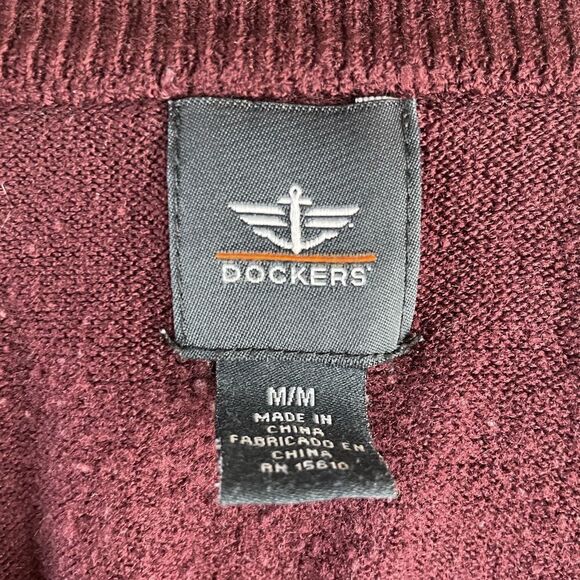 DOCKERS
M/M
MADE IN
CHINA
FABRICADO EN
CHINA
RN 15610